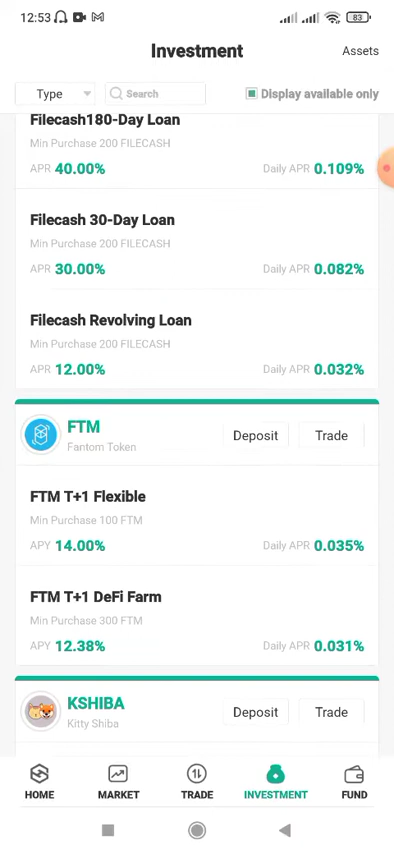 12:53
83
Investment
Assets
Type
Search
Display available only
Filecash180-Day Loan
Min Purchase 200 FILECASH
APR 40.00% Daily APR 0.109%
Filecash 30-Day Loan
Min Purchase 200 FILECASH
APR 30.00% Daily APR 0.082%
Filecash Revolving Loan
Min Purchase 200 FILECASH
APR 12.00% Daily APR 0.032%
FTM
Fantom Token
Deposit Trade
FTM T+1 Flexible
Min Purchase 100 FTM
APY 14.00% Daily APR 0.035%
FTM T+1 DeFi Farm
Min Purchase 300 FTM
APY 12.38% Daily APR 0.031%
KSHIBA
Kitty Shiba
Deposit Trade
HOME MARKET TRADE INVESTMENT FUND